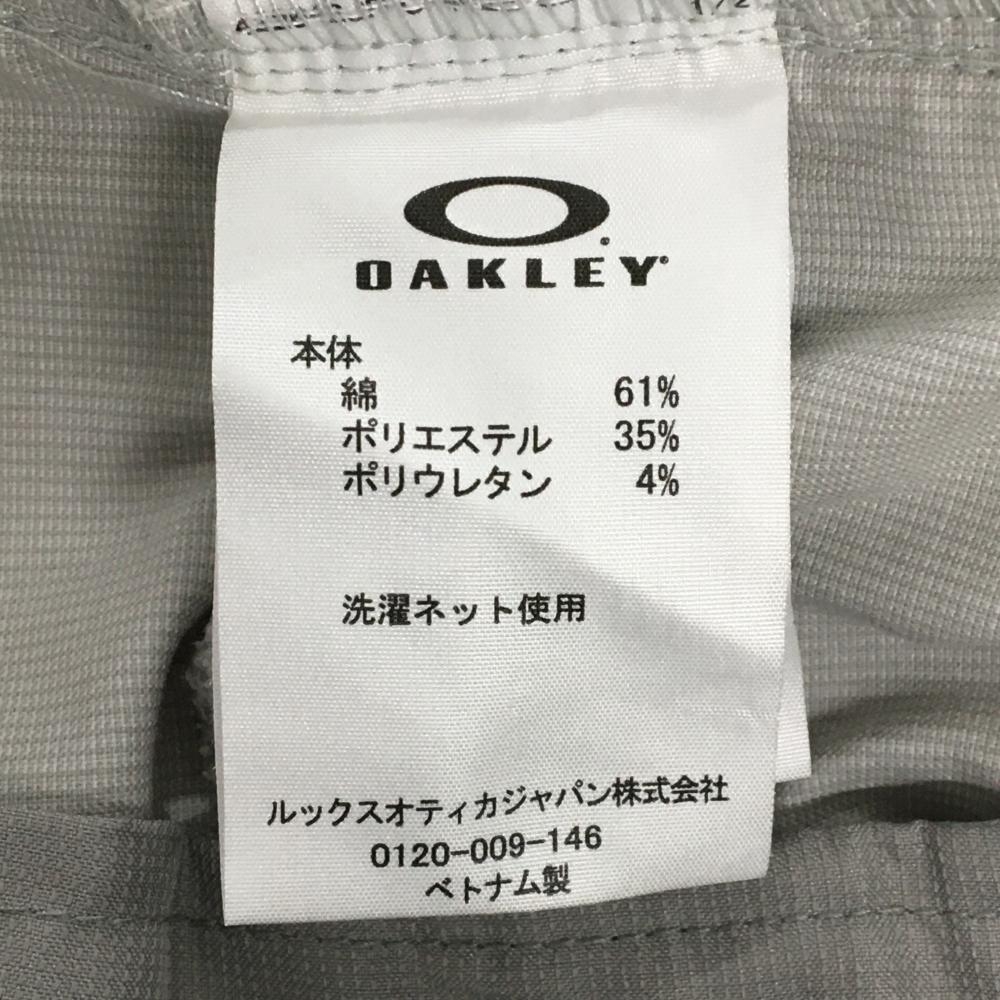 1/2
OAKLEY
本体
綿 61%
ポリエステル 35%
ポリウレタン 4%
洗濯ネット使用
ルックスオティカジャパン株式会社
0120-009-146
ベトナム製